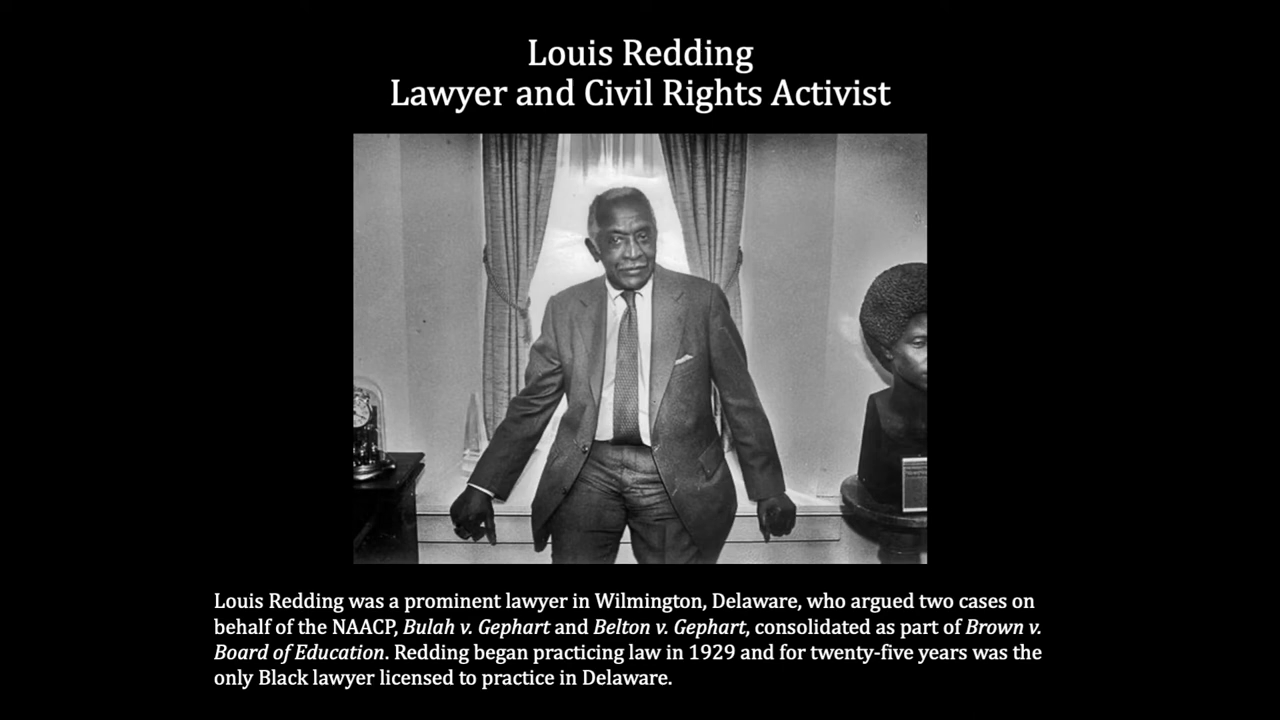 Louis Redding
Lawyer and Civil Rights Activist
Louis Redding was a prominent lawyer in Wilmington, Delaware, who argued two cases on
behalf of the NAACP, Bulah v. Gephart and Belton v. Gephart, consolidated as part of Brown v.
Board of Education. Redding began practicing law in 1929 and for twenty-five years was the
only Black lawyer licensed to practice in Delaware.